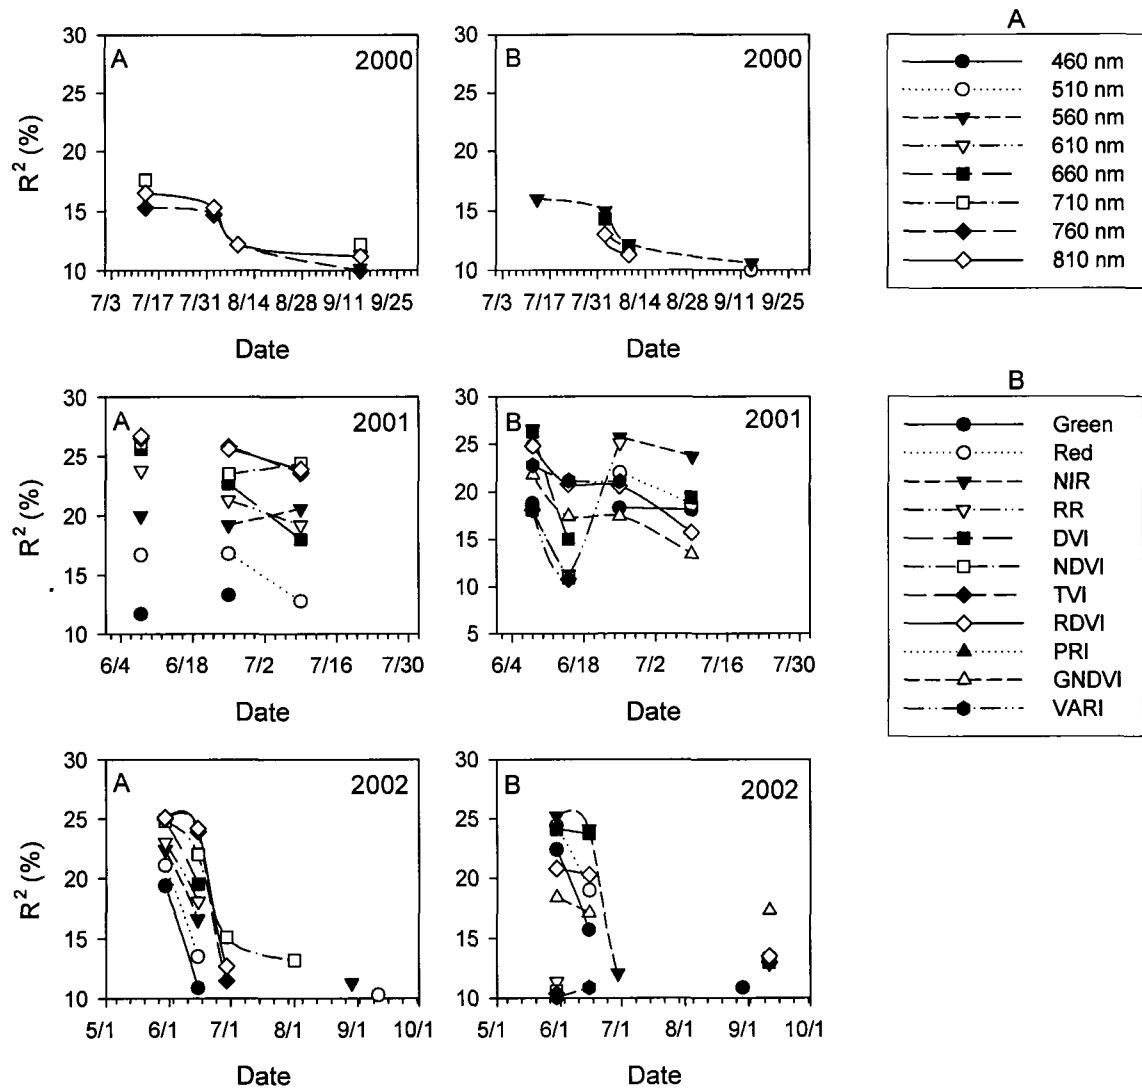 A 2000
30
25
20
15
10
R2 (%)
7/3 7/17 7/31 8/14 8/28 9/11 9/25
Date
B 2000
30
25
20
15
10
7/3 7/17 7/31 8/14 8/28 9/11 9/25
Date
A
460 nm
510 nm
560 nm
610 nm
660 nm
710 nm
760 nm
810 nm
A 2001
30
25
20
15
10
R2 (%)
6/4 6/18 7/2 7/16 7/30
Date
B 2001
30
25
20
15
10
5
6/4 6/18 7/2 7/16 7/30
Date
B
Green
Red
NIR
RR
DVI
NDVI
TVI
RDVI
PRI
GNDVI
VARI
A 2002
30
25
20
15
10
R2 (%)
5/1 6/1 7/1 8/1 9/1 10/1
Date
B 2002
30
25
20
15
10
5/1 6/1 7/1 8/1 9/1 10/1
Date